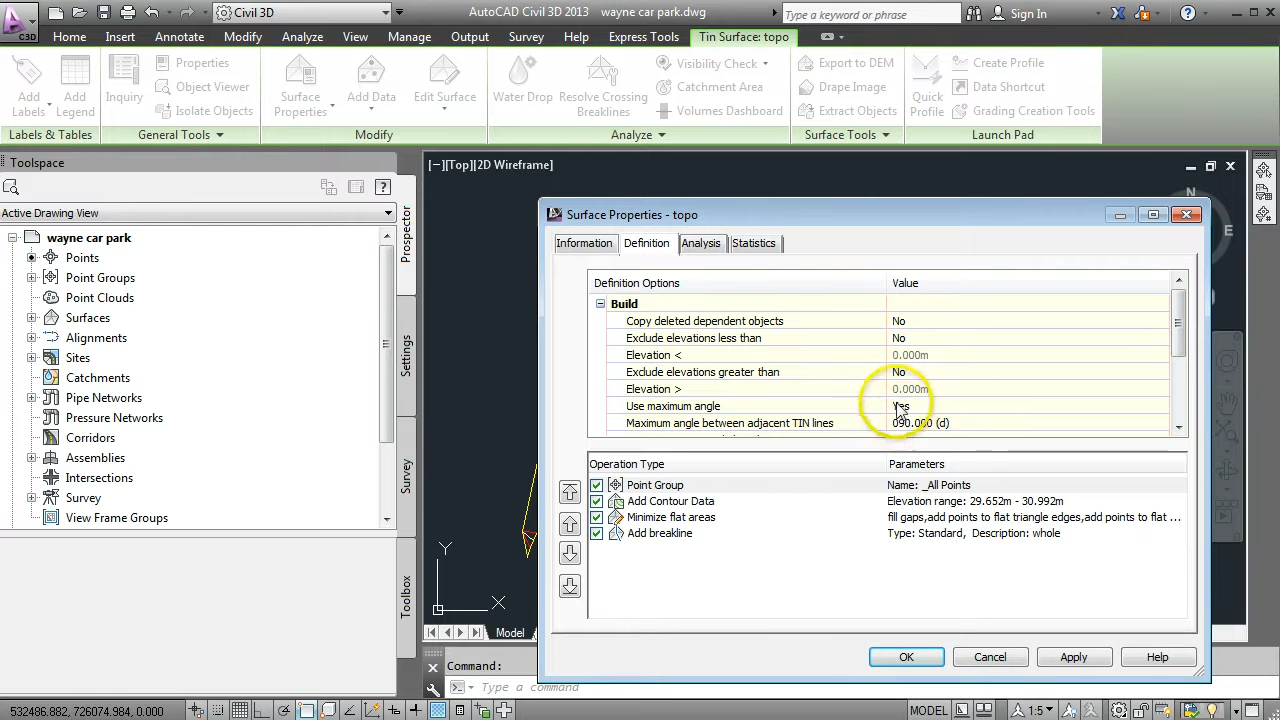 Civil 3D
AutoCAD Civil 3D 2013 wayne car park.dwg
Type a keyword or phrase
Sign In
C3D
Home Insert Annotate Modify Analyze View Manage Output Survey Help Express Tools Tin Surface: topo
Add Labels
Add Legend
Labels & Tables
Inquiry
Properties
Object Viewer
Isolate Objects
General Tools
Surface Properties
Add Data
Edit Surface
Modify
Water Drop
Resolve Crossing Breaklines
Visibility Check
Catchment Area
Volumes Dashboard
Analyze
Export to DEM
Drape Image
Extract Objects
Surface Tools
Quick Profile
Create Profile
Data Shortcut
Grading Creation Tools
Launch Pad
Toolspace
Active Drawing View
wayne car park
Points
Point Groups
Point Clouds
Surfaces
Alignments
Sites
Catchments
Pipe Networks
Pressure Networks
Corridors
Assemblies
Intersections
Survey
View Frame Groups
Prospector
Settings
Survey
Toolbox
[−][Top][2D Wireframe]
N
E
Y
X
Surface Properties - topo
Information Definition Analysis Statistics
Definition Options Value
Build
Copy deleted dependent objects No
Exclude elevations less than No
Elevation < 0.000m
Exclude elevations greater than No
Elevation > 0.000m
Use maximum angle Yes
Maximum angle between adjacent TIN lines 090.000 (d)
Operation Type Parameters
Point Group Name: _All Points
Add Contour Data Elevation range: 29.652m - 30.992m
Minimize flat areas fill gaps,add points to flat triangle edges,add points to flat ...
Add breakline Type: Standard, Description: whole
OK Cancel Apply Help
Model
Command:
Type a command
532486.882, 726074.984, 0.000
MODEL
1:5